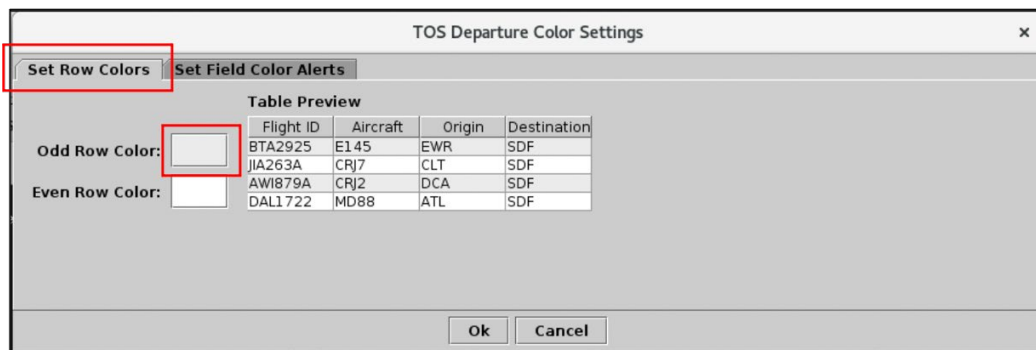 TOS Departure Color Settings ×
Set Row Colors Set Field Color Alerts
Table Preview
Flight ID Aircraft Origin Destination
BTA2925 E145 EWR SDF
JIA263A CRJ7 CLT SDF
AWI879A CRJ2 DCA SDF
DAL1722 MD88 ATL SDF
Odd Row Color:
Even Row Color:
Ok Cancel